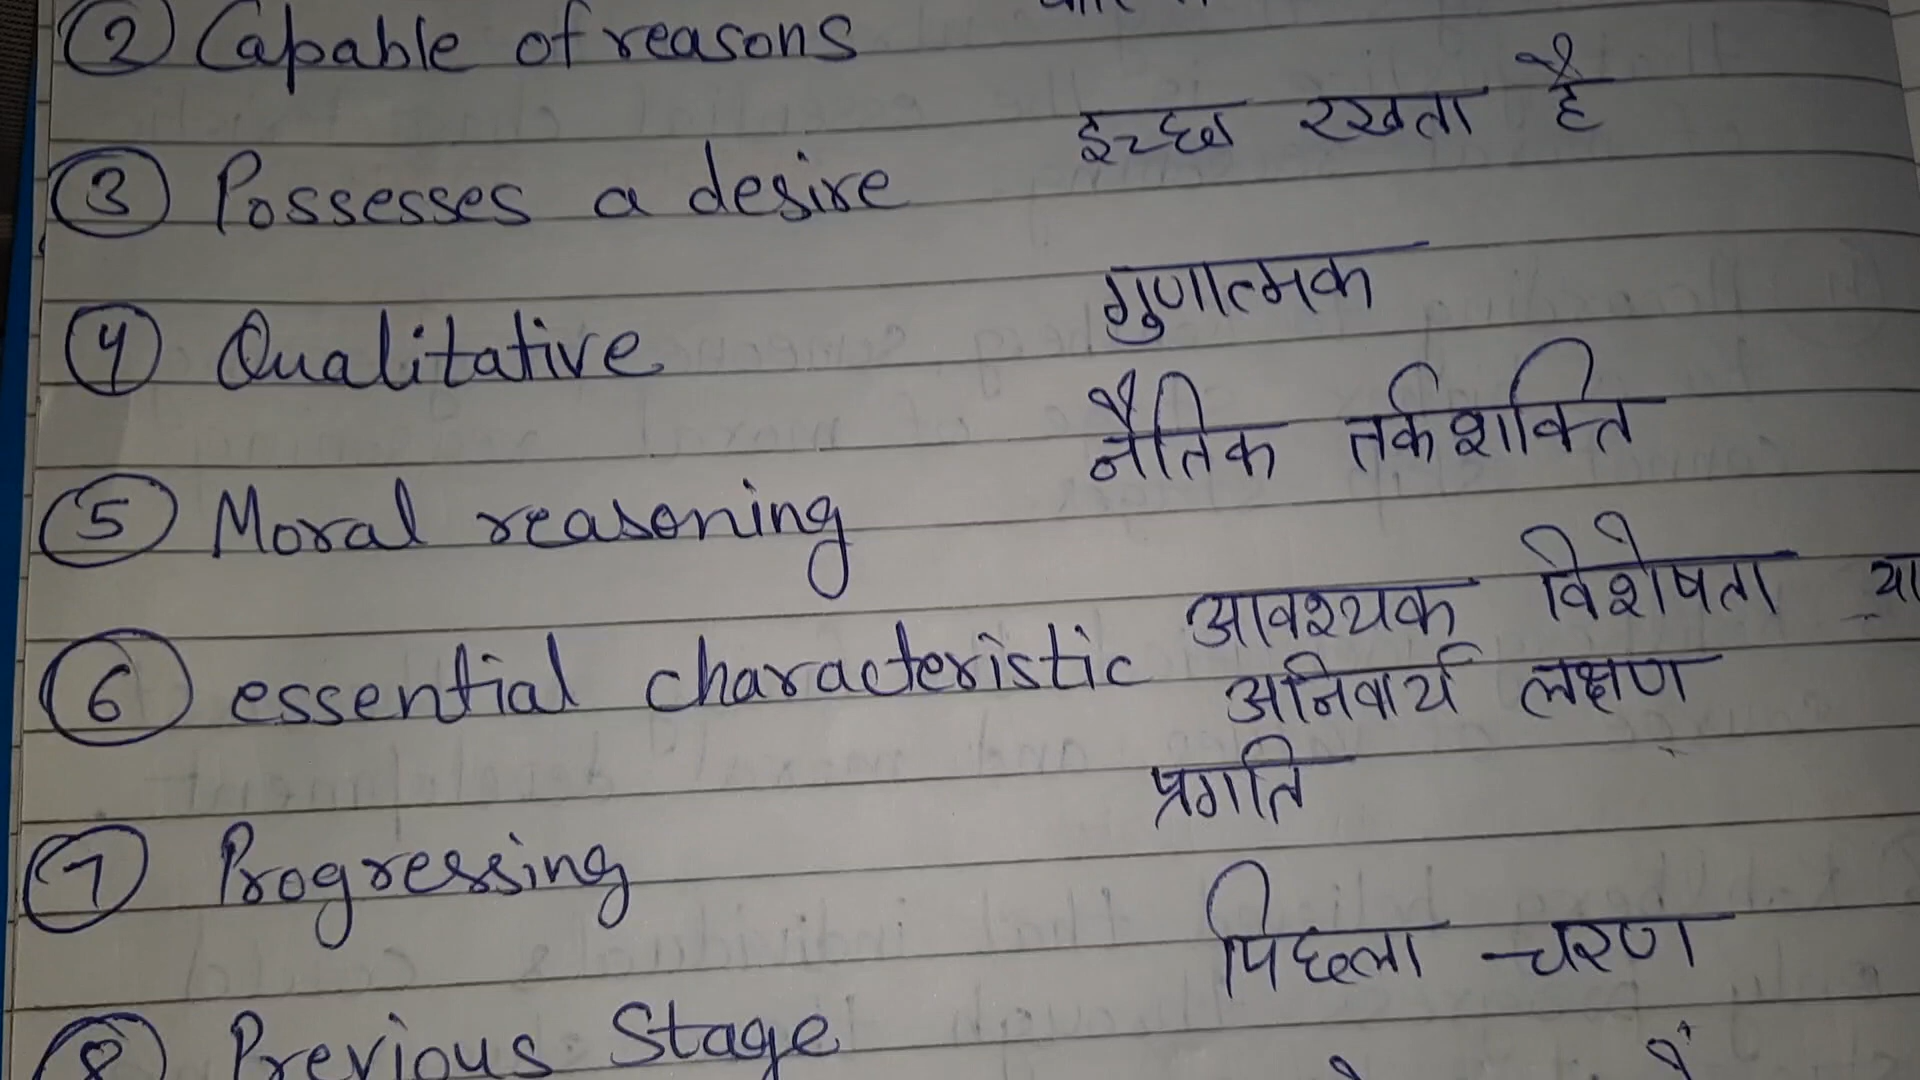 ② Capable of reasons
इच्छा रखता है
③ Possesses a desire
गुणात्मक
④ Qualitative
नैतिक तर्कशक्ति
⑤ Moral reasoning
आवश्यक विशेषता या
⑥ essential characteristic
अनिवार्य लक्षण
प्रगति
⑦ Progressing
पिछला चरण
⑧ Previous Stage